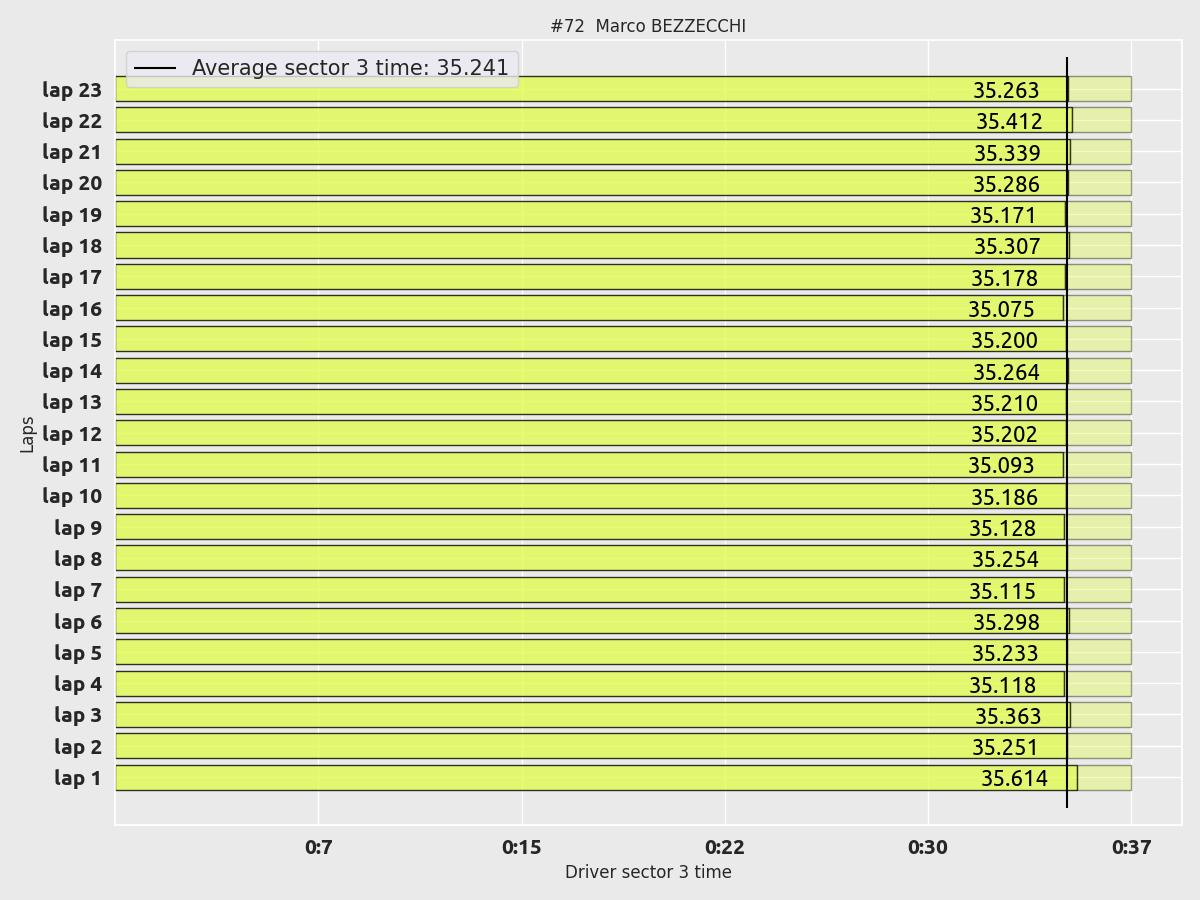 #72  Marco BEZZECCHI
Average sector 3 time: 35.241
lap 23 35.263
lap 22 35.412
lap 21 35.339
lap 20 35.286
lap 19 35.171
lap 18 35.307
lap 17 35.178
lap 16 35.075
lap 15 35.200
lap 14 35.264
lap 13 35.210
lap 12 35.202
lap 11 35.093
lap 10 35.186
lap 9 35.128
lap 8 35.254
lap 7 35.115
lap 6 35.298
lap 5 35.233
lap 4 35.118
lap 3 35.363
lap 2 35.251
lap 1 35.614
Laps
0:7 0:15 0:22 0:30 0:37
Driver sector 3 time